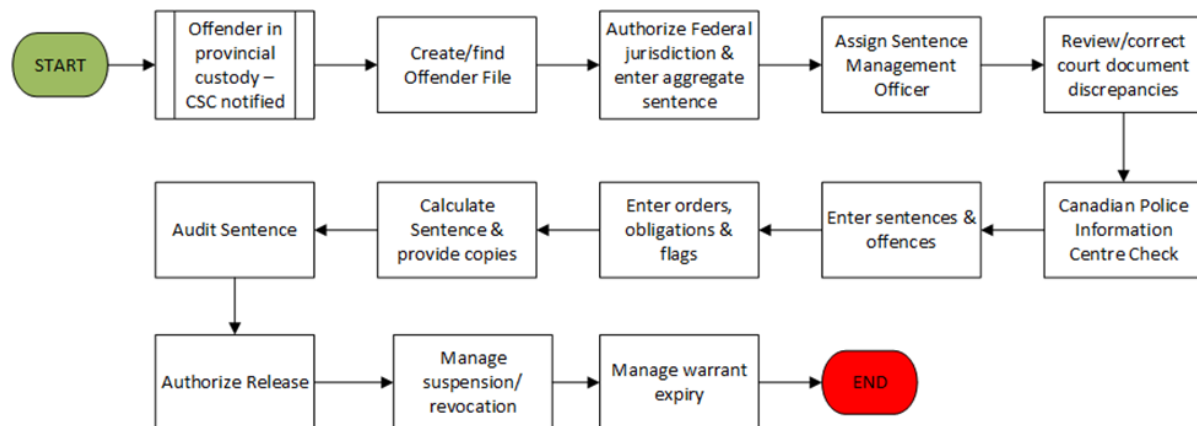 START
Offender in
provincial
custody –
CSC notified
Create/find
Offender File
Authorize Federal
jurisdiction &
enter aggregate
sentence
Assign Sentence
Management
Officer
Review/correct
court document
discrepancies
Canadian Police
Information
Centre Check
Enter sentences &
offences
Enter orders,
obligations &
flags
Calculate
Sentence &
provide copies
Audit Sentence
Authorize Release
Manage
suspension/
revocation
Manage warrant
expiry
END